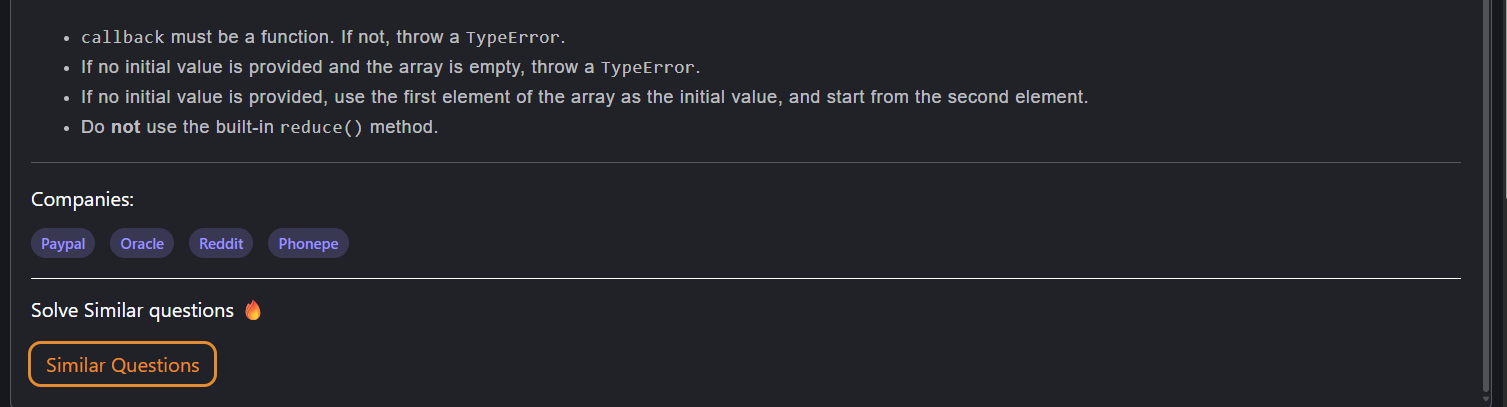 • callback must be a function. If not, throw a TypeError.
• If no initial value is provided and the array is empty, throw a TypeError.
• If no initial value is provided, use the first element of the array as the initial value, and start from the second element.
• Do not use the built-in reduce() method.
Companies:
Paypal Oracle Reddit Phonepe
Solve Similar questions 🔥
Similar Questions